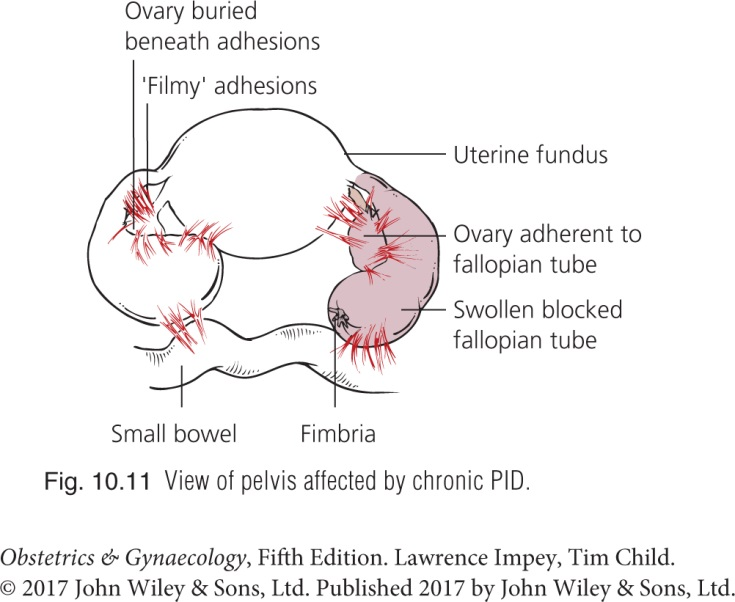 Ovary buried
beneath adhesions
'Filmy' adhesions
Uterine fundus
Ovary adherent to
fallopian tube
Swollen blocked
fallopian tube
Small bowel
Fimbria
Fig. 10.11 View of pelvis affected by chronic PID.
Obstetrics & Gynaecology, Fifth Edition. Lawrence Impey, Tim Child.
© 2017 John Wiley & Sons, Ltd. Published 2017 by John Wiley & Sons, Ltd.